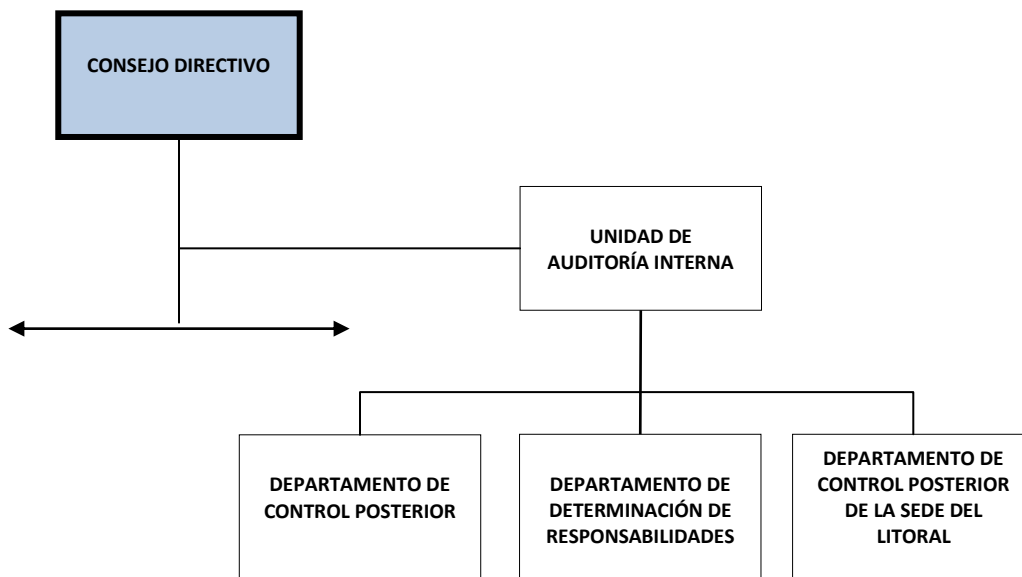 CONSEJO DIRECTIVO
UNIDAD DE
AUDITORÍA INTERNA
DEPARTAMENTO DE
CONTROL POSTERIOR
DEPARTAMENTO DE
DETERMINACIÓN DE
RESPONSABILIDADES
DEPARTAMENTO DE
CONTROL POSTERIOR
DE LA SEDE DEL
LITORAL